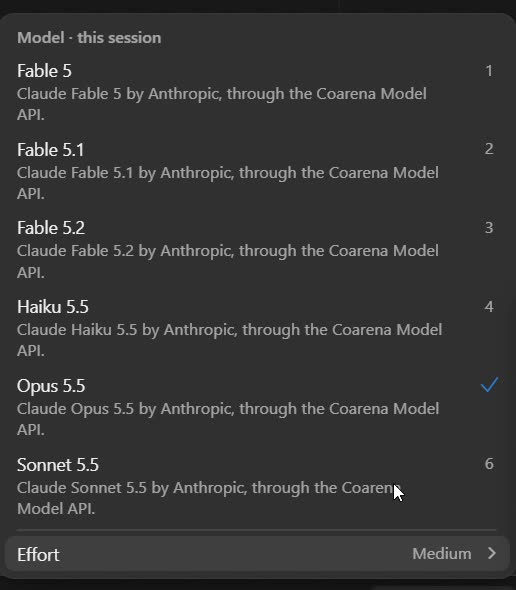 Model · this session
Fable 5 1
Claude Fable 5 by Anthropic, through the Coarena Model
API.
Fable 5.1 2
Claude Fable 5.1 by Anthropic, through the Coarena Model
API.
Fable 5.2 3
Claude Fable 5.2 by Anthropic, through the Coarena Model
API.
Haiku 5.5 4
Claude Haiku 5.5 by Anthropic, through the Coarena Model
API.
Opus 5.5
Claude Opus 5.5 by Anthropic, through the Coarena Model
API.
Sonnet 5.5 6
Claude Sonnet 5.5 by Anthropic, through the Coarena
Model API.
Effort Medium